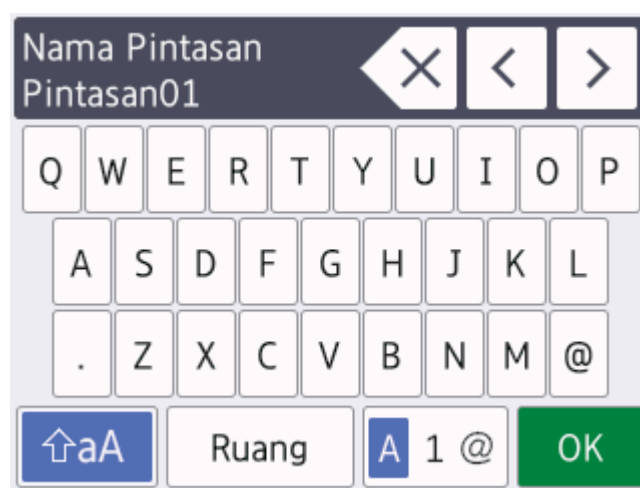 Nama Pintasan
Pintasan01
Q W E R T Y U I O P
A S D F G H J K L
. Z X C V B N M @
aA Ruang A 1 @ OK